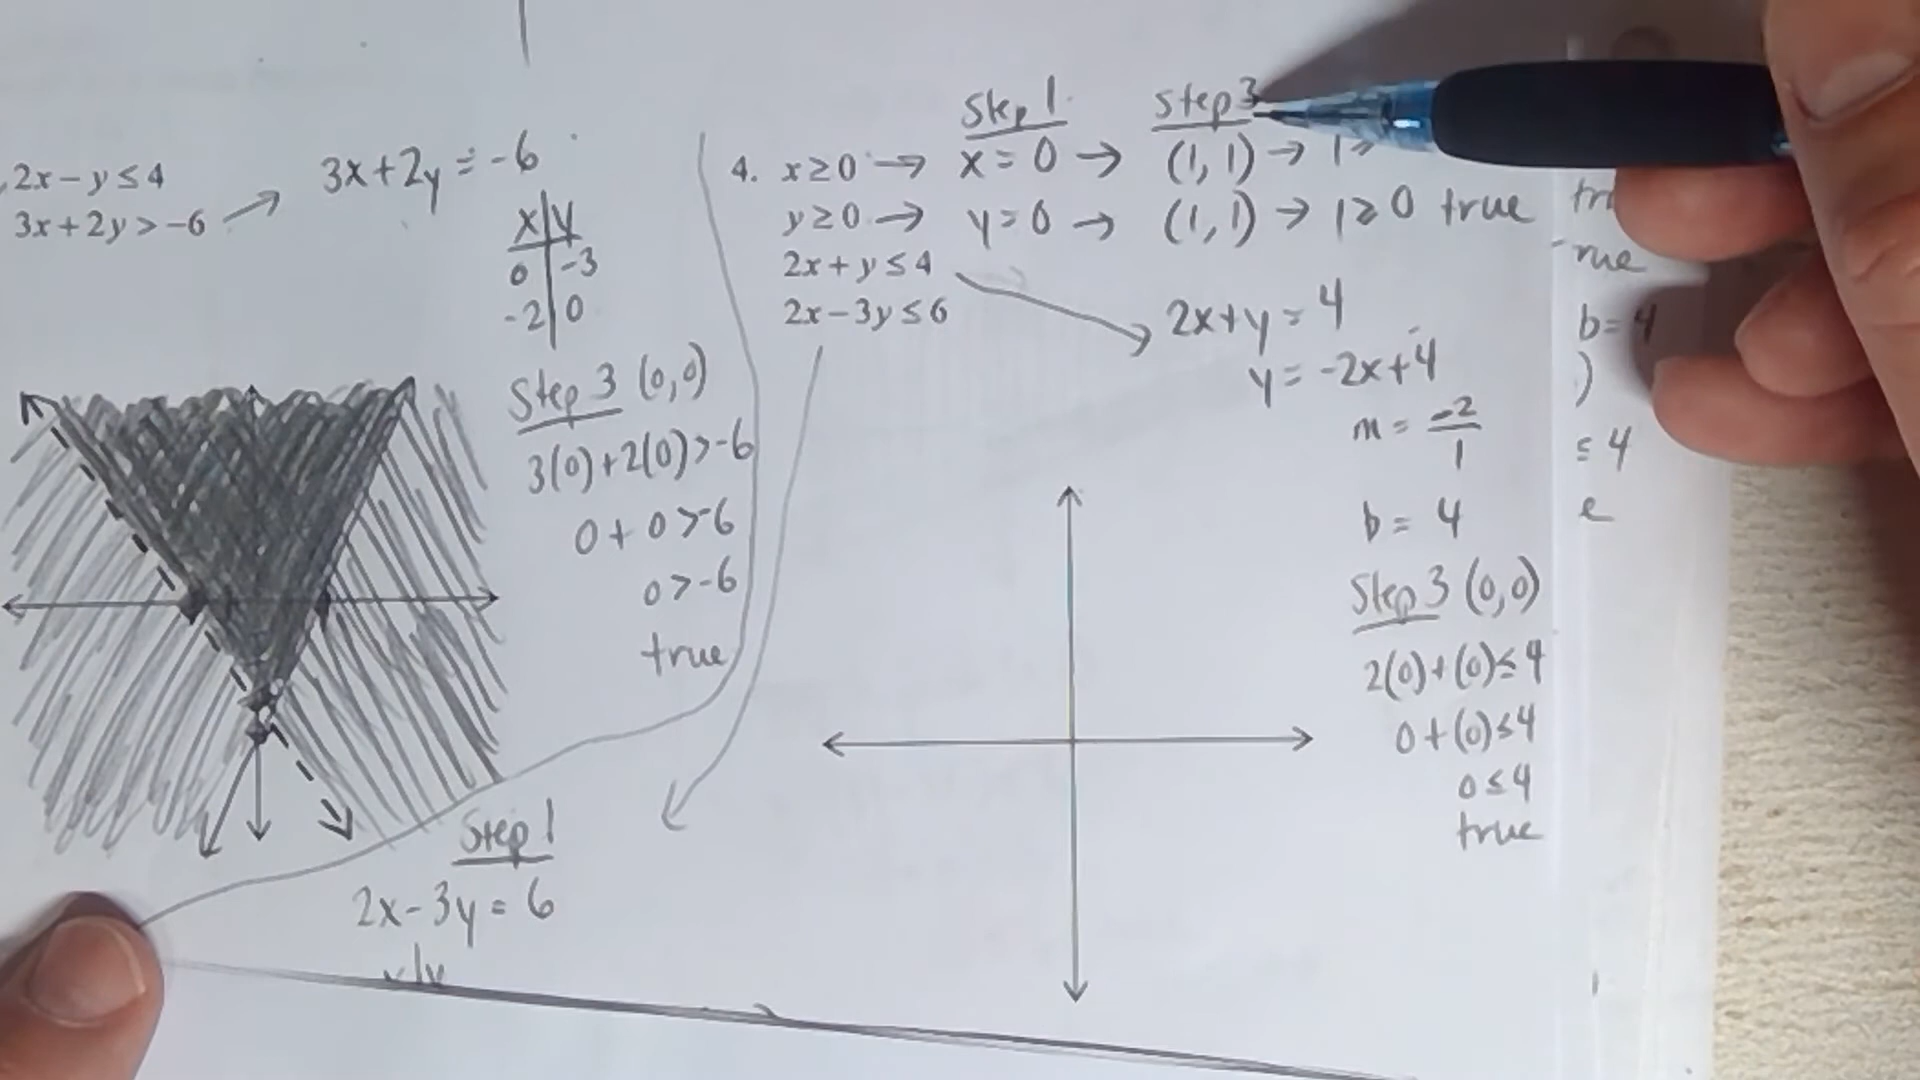 2x – y ≤ 4
3x + 2y > –6
3x+2y = -6
x|y
0|-3
-2|0
Step 3 (0,0)
3(0)+2(0)>-6
0+0>-6
0>-6
true
Step 1
2x-3y=6
x|y
Step 1 Step 3
4. x ≥ 0 → x = 0 → (1,1) → 1≥
y ≥ 0 → y = 0 → (1,1) → 1≥0 true
2x + y ≤ 4
2x – 3y ≤ 6
2x+y=4
y=-2x+4
m = -2/1
b = 4
Step 3 (0,0)
2(0)+(0)≤4
0+(0)≤4
0≤4
true
b=4
)
≤4
e